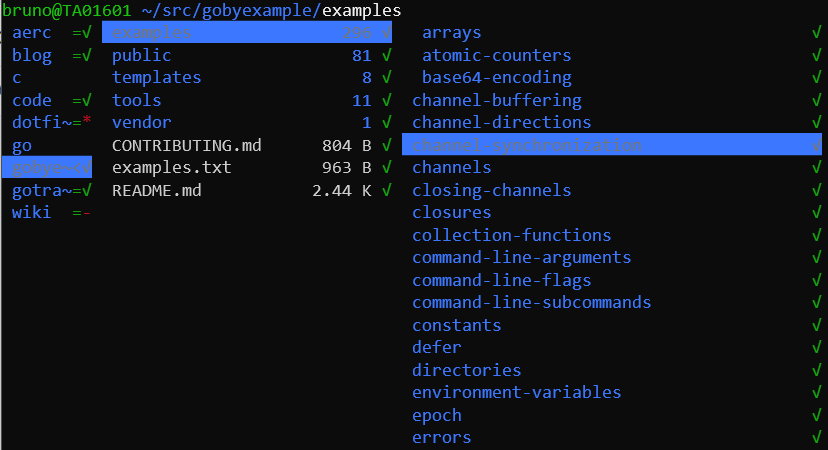 bruno@TA01601 ~/src/gobyexample/examples
aerc =√
blog =√
c
code =√
dotfi~=*
go
gobye~=√
gotra~=√
wiki =-
examples √
public 81 √
templates 8 √
tools 11 √
vendor 1 √
CONTRIBUTING.md 804 B √
examples.txt 963 B √
README.md 2.44 K √
arrays √
atomic-counters √
base64-encoding √
channel-buffering √
channel-directions √
channel-synchronization √
channels √
closing-channels √
closures √
collection-functions √
command-line-arguments √
command-line-flags √
command-line-subcommands √
constants √
defer √
directories √
environment-variables √
epoch √
errors √